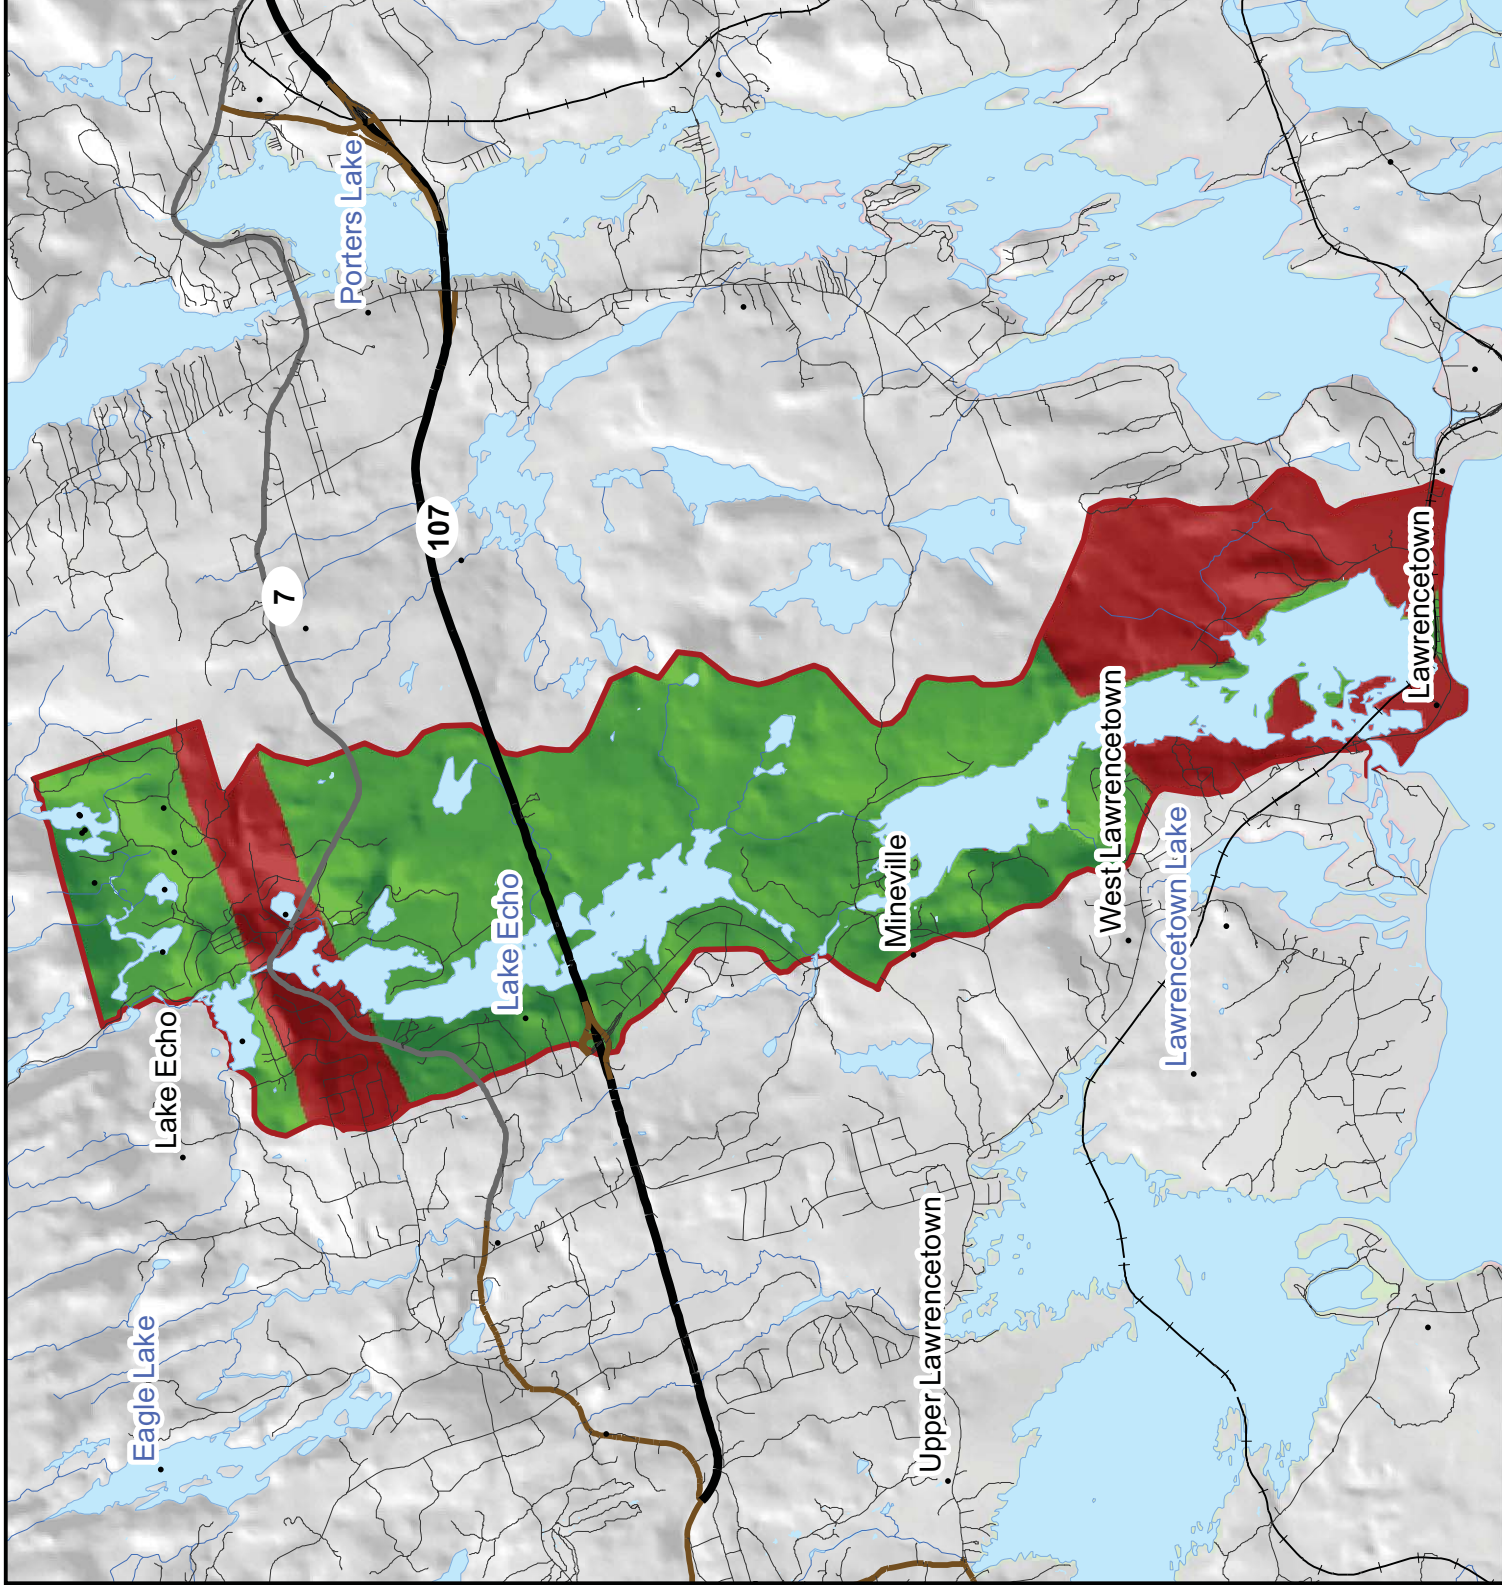 Porters Lake
7
107
Lake Echo
Lake Echo
Eagle Lake
Mineville
West Lawrencetown
Lawrencetown
Lawrencetown Lake
Upper Lawrencetown